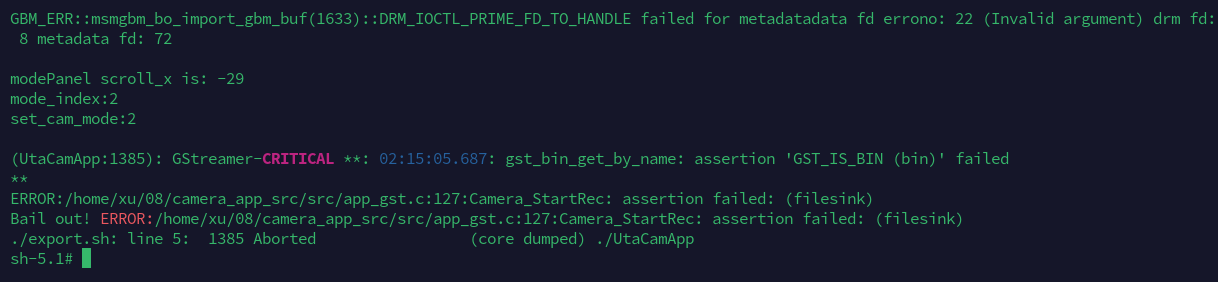 GBM_ERR::msmgbm_bo_import_gbm_buf(1633)::DRM_IOCTL_PRIME_FD_TO_HANDLE failed for metadatadata fd errono: 22 (Invalid argument) drm fd:
 8 metadata fd: 72
modePanel scroll_x is: -29
mode_index:2
set_cam_mode:2
(UtaCamApp:1385): GStreamer-CRITICAL **: 02:15:05.687: gst_bin_get_by_name: assertion 'GST_IS_BIN (bin)' failed
**
ERROR:/home/xu/08/camera_app_src/src/app_gst.c:127:Camera_StartRec: assertion failed: (filesink)
Bail out! ERROR:/home/xu/08/camera_app_src/src/app_gst.c:127:Camera_StartRec: assertion failed: (filesink)
./export.sh: line 5:  1385 Aborted                 (core dumped) ./UtaCamApp
sh-5.1#